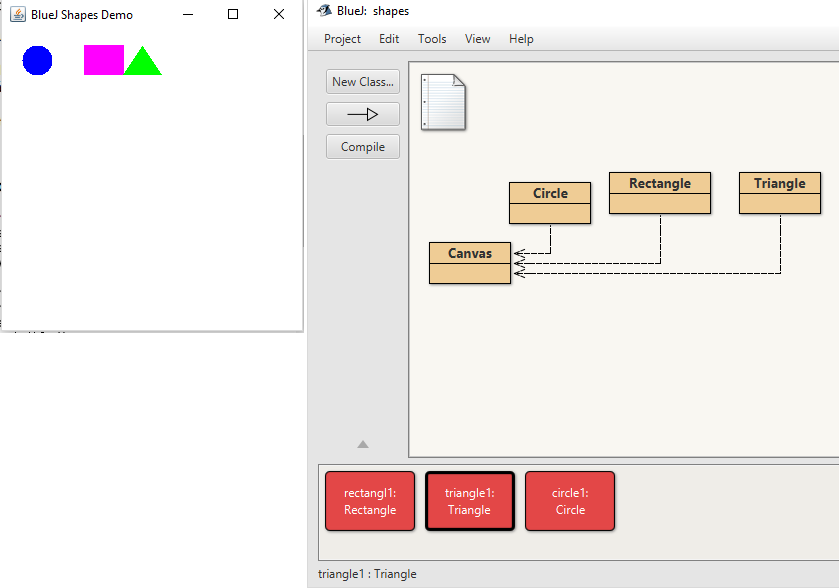 BlueJ Shapes Demo
BlueJ:  shapes
Project Edit Tools View Help
New Class...
Compile
Circle
Rectangle
Triangle
Canvas
rectangl1:
Rectangle
triangle1:
Triangle
circle1:
Circle
triangle1 : Triangle